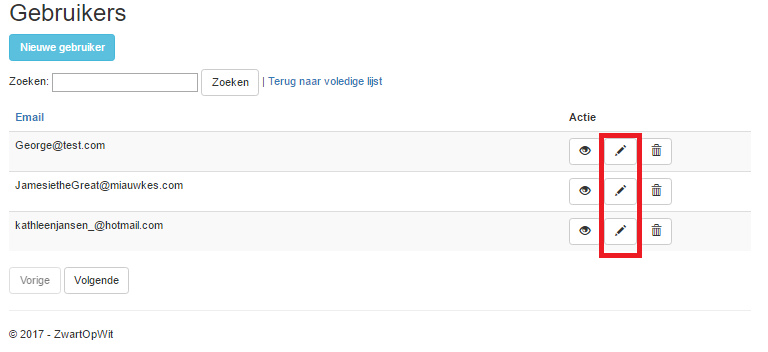 Gebruikers
Nieuwe gebruiker
Zoeken: Zoeken | Terug naar voledige lijst
Email Actie
George@test.com
JamesietheGreat@miauwkes.com
kathleenjansen_@hotmail.com
Vorige Volgende
© 2017 - ZwartOpWit